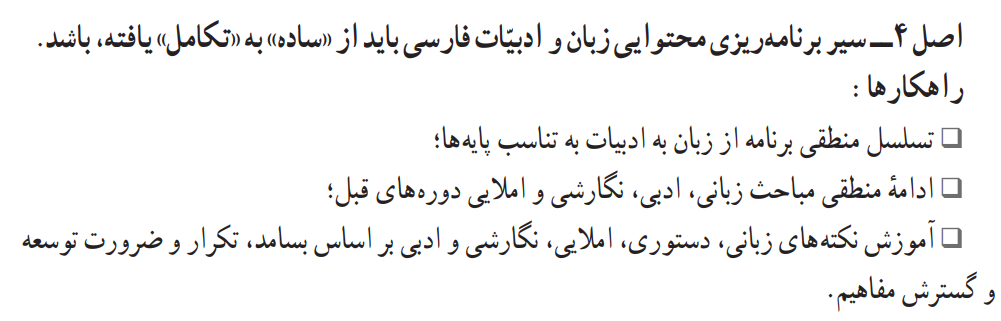 اصل ۴ــ سیر برنامه‌ریزی محتوایی زبان و ادبیّات فارسی باید از «ساده» به «تکامل» یافته، باشد.
راهکارها :
❑ تسلسل منطقی برنامه از زبان به ادبیات به تناسب پایه‌ها؛
❑ ادامهٔ منطقی مباحث زبانی، ادبی، نگارشی و املایی دوره‌های قبل؛
❑ آموزش نکته‌های زبانی، دستوری، املایی، نگارشی و ادبی بر اساس بسامد، تکرار و ضرورت توسعه
و گسترش مفاهیم.